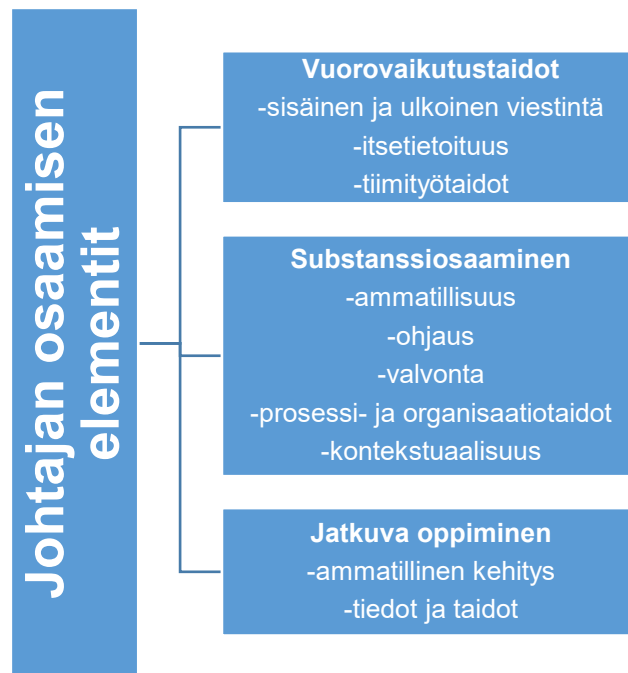 Johtajan osaamisen
elementit
Vuorovaikutustaidot
-sisäinen ja ulkoinen viestintä
-itsetietoituus
-tiimityötaidot
Substanssiosaaminen
-ammatillisuus
-ohjaus
-valvonta
-prosessi- ja organisaatiotaidot
-kontekstuaalisuus
Jatkuva oppiminen
-ammatillinen kehitys
-tiedot ja taidot